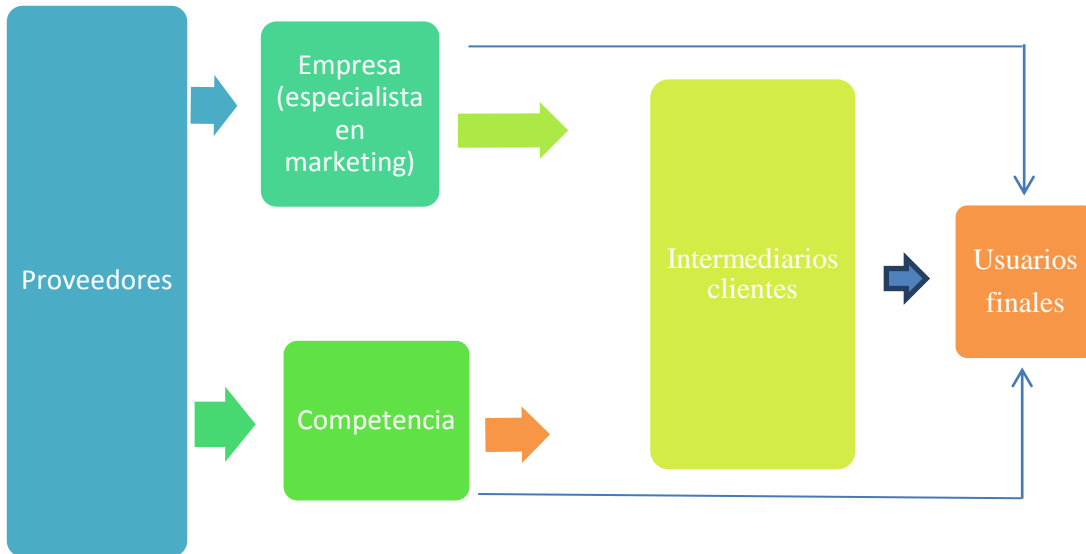 Proveedores
Empresa
(especialista
en
marketing)
Competencia
Intermediarios
clientes
Usuarios
finales